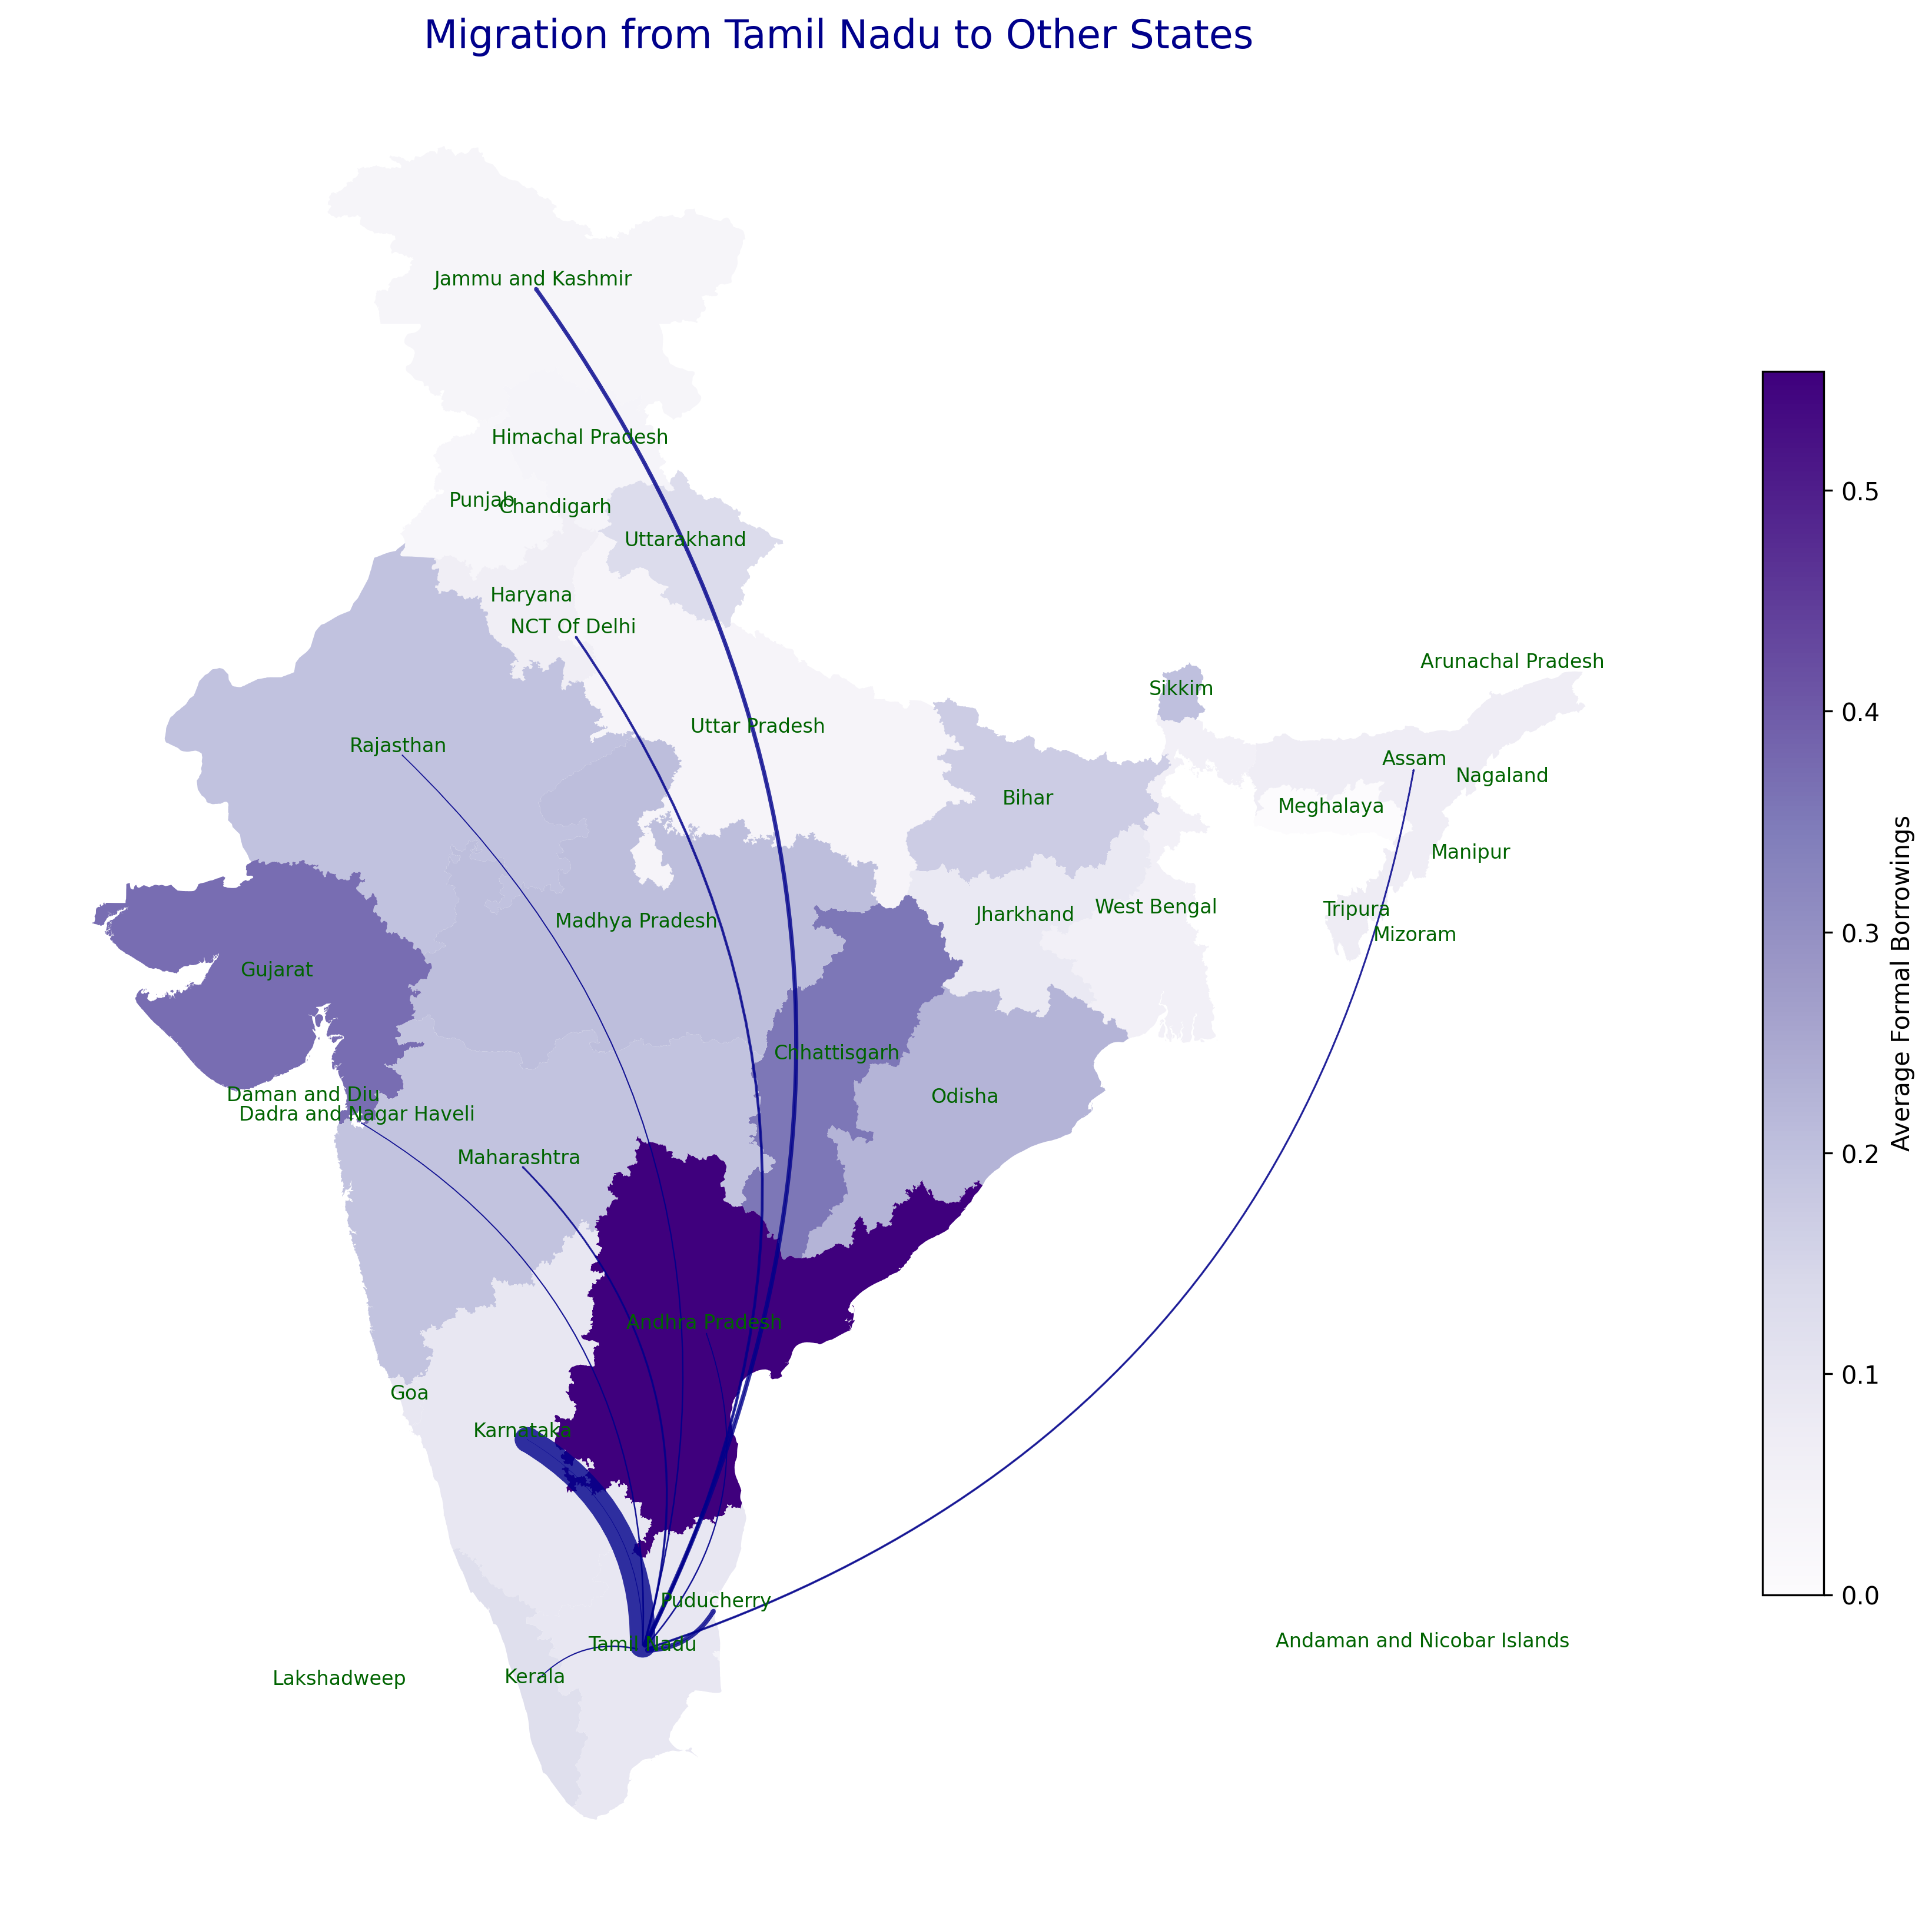 Migration from Tamil Nadu to Other States
Jammu and Kashmir
Himachal Pradesh
Punjab
Chandigarh
Uttarakhand
Haryana
NCT Of Delhi
Arunachal Pradesh
Sikkim
Uttar Pradesh
Rajasthan
Assam
Nagaland
Bihar
Meghalaya
Manipur
Madhya Pradesh
Jharkhand
West Bengal
Tripura
Mizoram
Gujarat
Chhattisgarh
Odisha
Daman and Diu
Dadra and Nagar Haveli
Maharashtra
Andhra Pradesh
Goa
Karnataka
Puducherry
Tamil Nadu
Andaman and Nicobar Islands
Kerala
Lakshadweep
0.5
0.4
0.3
0.2
0.1
0.0
Average Formal Borrowings